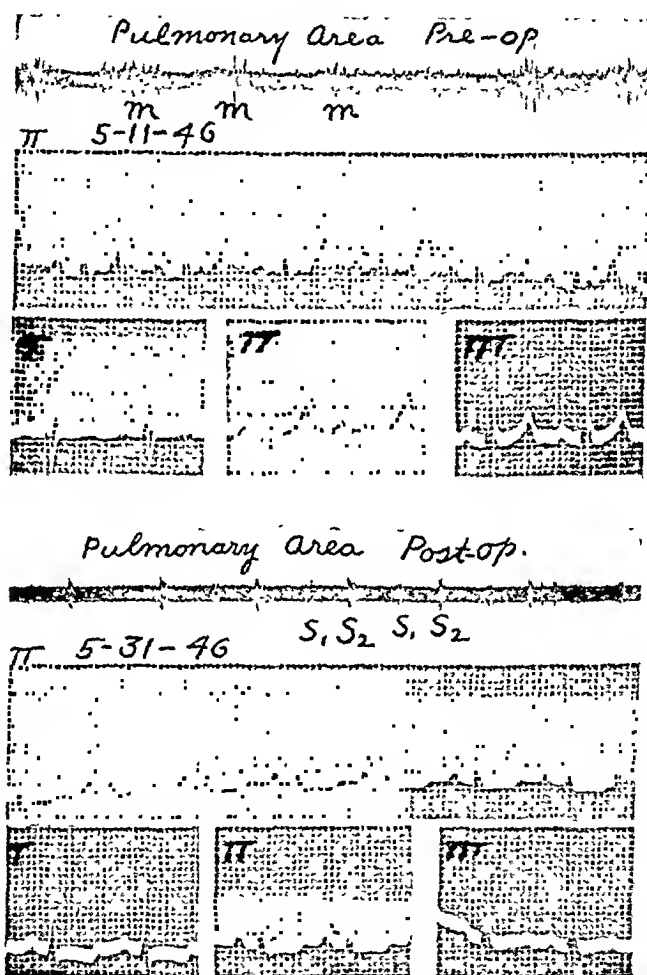 Pulmonary Area Pre-op
m m m
II 5-11-46
I II III
Pulmonary Area Post-op.
S₁ S₂ S₁ S₂
II 5-31-46
I II III